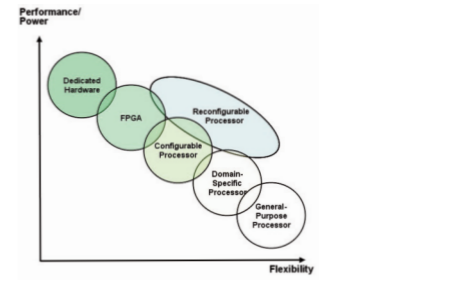 Performance/
Power
Dedicated
Hardware
FPGA
Reconfigurable
Processor
Configurable
Processor
Domain-
Specific
Processor
General-
Purpose
Processor
Flexibility